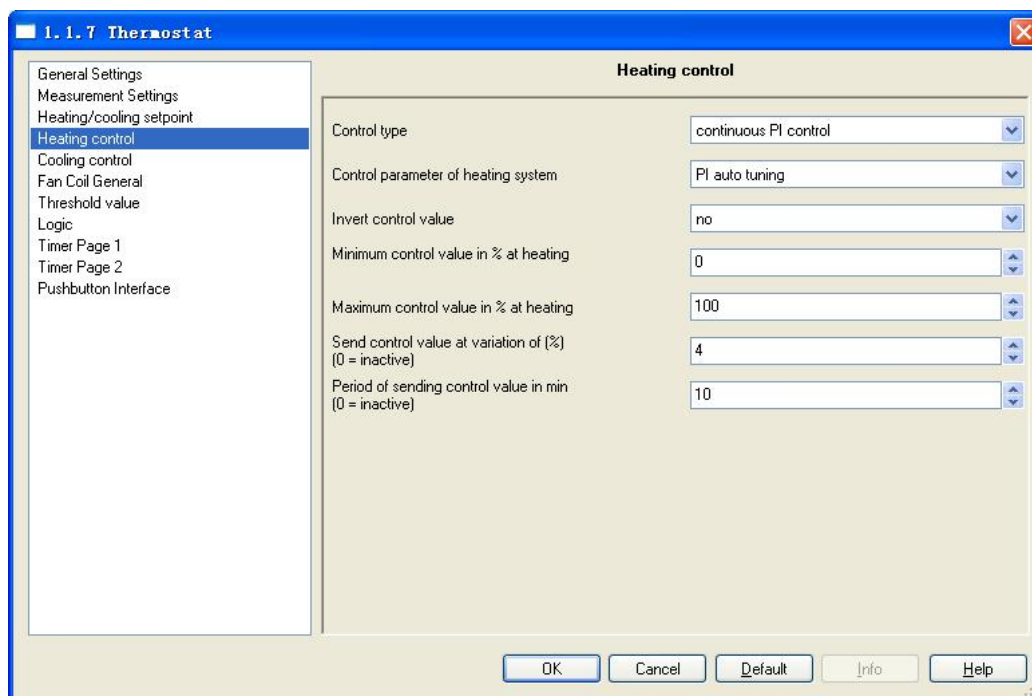 1.1.7 Thermostat
General Settings
Measurement Settings
Heating/cooling setpoint
Heating control
Cooling control
Fan Coil General
Threshold value
Logic
Timer Page 1
Timer Page 2
Pushbutton Interface
Heating control
Control type
continuous PI control
Control parameter of heating system
PI auto tuning
Invert control value
no
Minimum control value in % at heating
0
Maximum control value in % at heating
100
Send control value at variation of (%)
(0 = inactive)
4
Period of sending control value in min
(0 = inactive)
10
OK
Cancel
Default
Info
Help